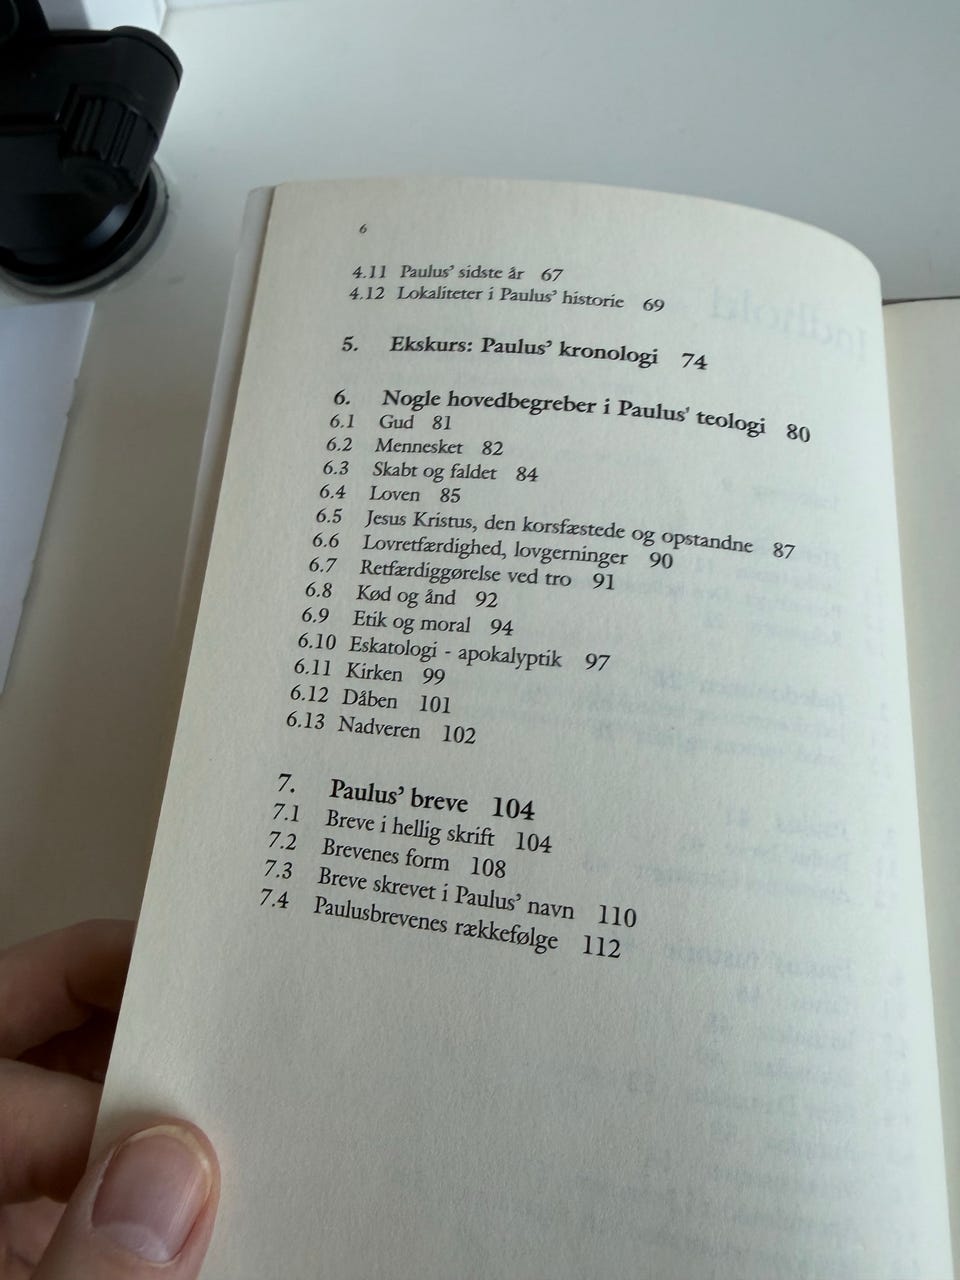 6
4.11 Paulus’ sidste år 67
4.12 Lokaliteter i Paulus’ historie 69
5. Ekskurs: Paulus’ kronologi 74
6. Nogle hovedbegreber i Paulus' teologi 80
6.1 Gud 81
6.2 Mennesket 82
6.3 Skabt og faldet 84
6.4 Loven 85
6.5 Jesus Kristus, den korsfæstede og opstandne 87
6.6 Lovretfærdighed, lovgerninger 90
6.7 Retfærdiggørelse ved tro 91
6.8 Kød og ånd 92
6.9 Etik og moral 94
6.10 Eskatologi - apokalyptik 97
6.11 Kirken 99
6.12 Dåben 101
6.13 Nadveren 102
7. Paulus’ breve 104
7.1 Breve i hellig skrift 104
7.2 Brevenes form 108
7.3 Breve skrevet i Paulus’ navn 110
7.4 Paulusbrevenes rækkefølge 112